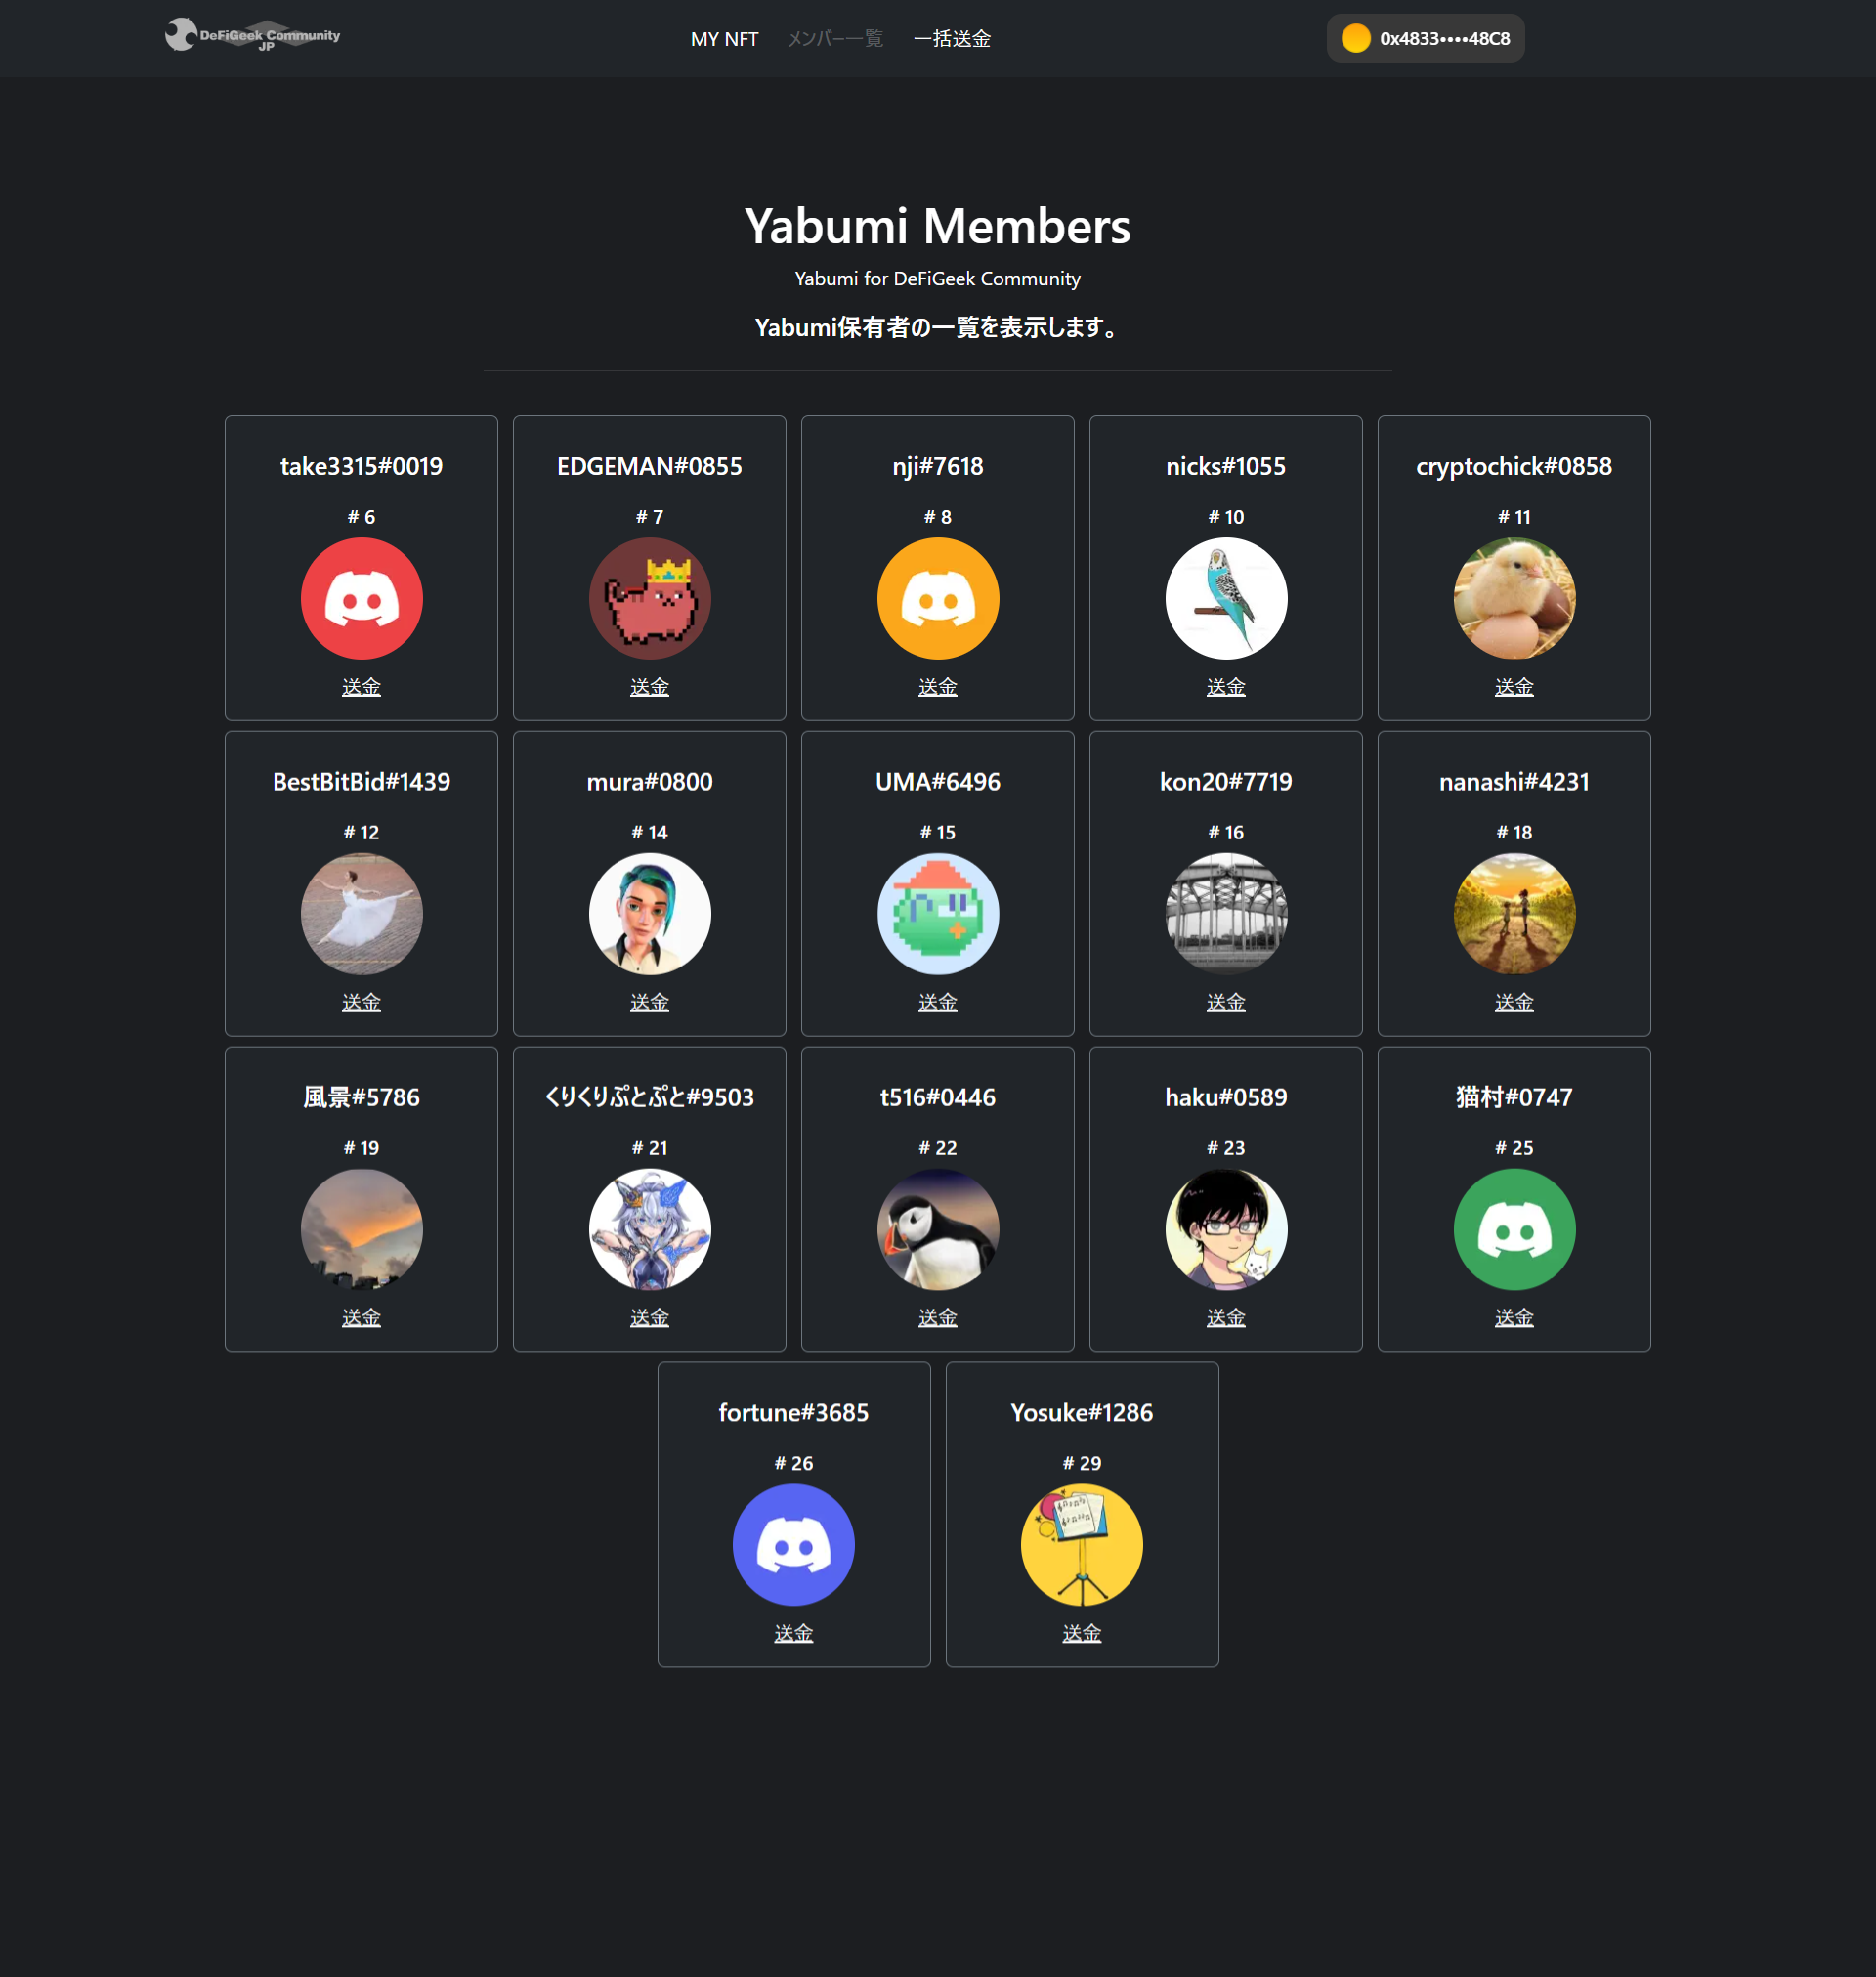 DeFiGeek Community
JP
MY NFT
メンバー一覧
一括送金
0x4833••••48C8
Yabumi Members
Yabumi for DeFiGeek Community
Yabumi保有者の一覧を表示します。
take3315#0019
# 6
送金
EDGEMAN#0855
# 7
送金
nji#7618
# 8
送金
nicks#1055
# 10
送金
cryptochick#0858
# 11
送金
BestBitBid#1439
# 12
送金
mura#0800
# 14
送金
UMA#6496
# 15
送金
kon20#7719
# 16
送金
nanashi#4231
# 18
送金
風景#5786
# 19
送金
くりくりぷとぷと#9503
# 21
送金
t516#0446
# 22
送金
haku#0589
# 23
送金
猫村#0747
# 25
送金
fortune#3685
# 26
送金
Yosuke#1286
# 29
送金